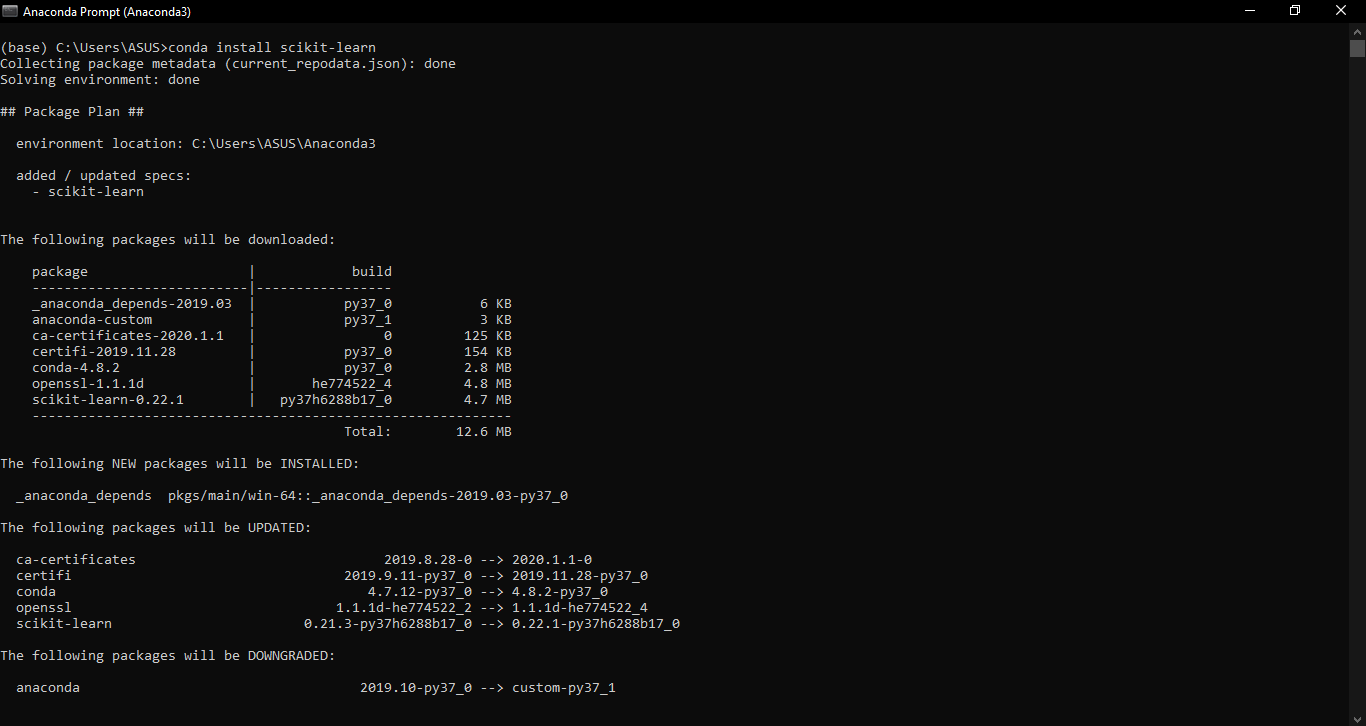 Anaconda Prompt (Anaconda3)
(base) C:\Users\ASUS>conda install scikit-learn
Collecting package metadata (current_repodata.json): done
Solving environment: done
## Package Plan ##
environment location: C:\Users\ASUS\Anaconda3
added / updated specs:
- scikit-learn
The following packages will be downloaded:
package | build
---------------------------|-----------------
_anaconda_depends-2019.03 | py37_0 6 KB
anaconda-custom | py37_1 3 KB
ca-certificates-2020.1.1 | 0 125 KB
certifi-2019.11.28 | py37_0 154 KB
conda-4.8.2 | py37_0 2.8 MB
openssl-1.1.1d | he774522_4 4.8 MB
scikit-learn-0.22.1 | py37h6288b17_0 4.7 MB
------------------------------------------------------------
Total: 12.6 MB
The following NEW packages will be INSTALLED:
_anaconda_depends pkgs/main/win-64::_anaconda_depends-2019.03-py37_0
The following packages will be UPDATED:
ca-certificates 2019.8.28-0 --> 2020.1.1-0
certifi 2019.9.11-py37_0 --> 2019.11.28-py37_0
conda 4.7.12-py37_0 --> 4.8.2-py37_0
openssl 1.1.1d-he774522_2 --> 1.1.1d-he774522_4
scikit-learn 0.21.3-py37h6288b17_0 --> 0.22.1-py37h6288b17_0
The following packages will be DOWNGRADED:
anaconda 2019.10-py37_0 --> custom-py37_1